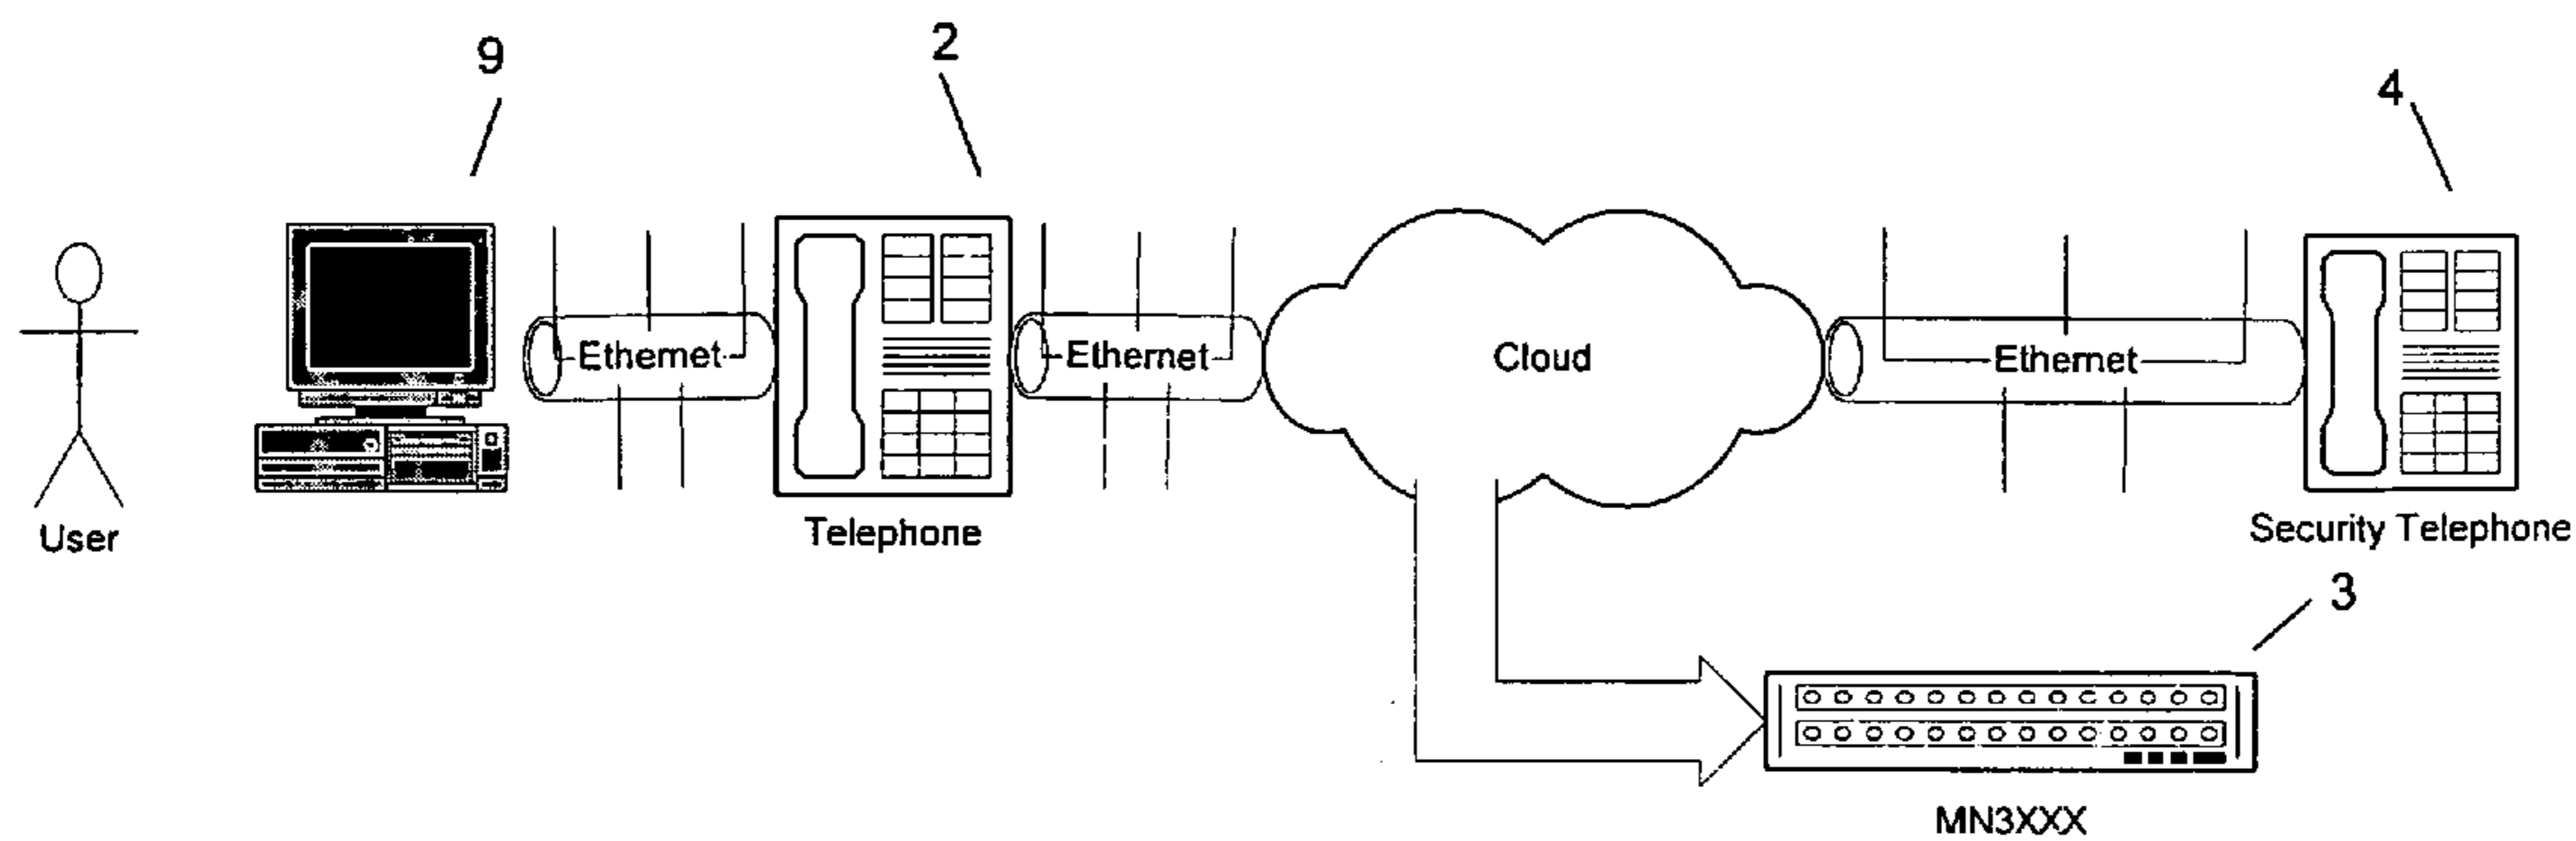 9
2
4
Ethernet
Ethernet
Cloud
Ethernet
User
Telephone
Security Telephone
3
MN3XXX